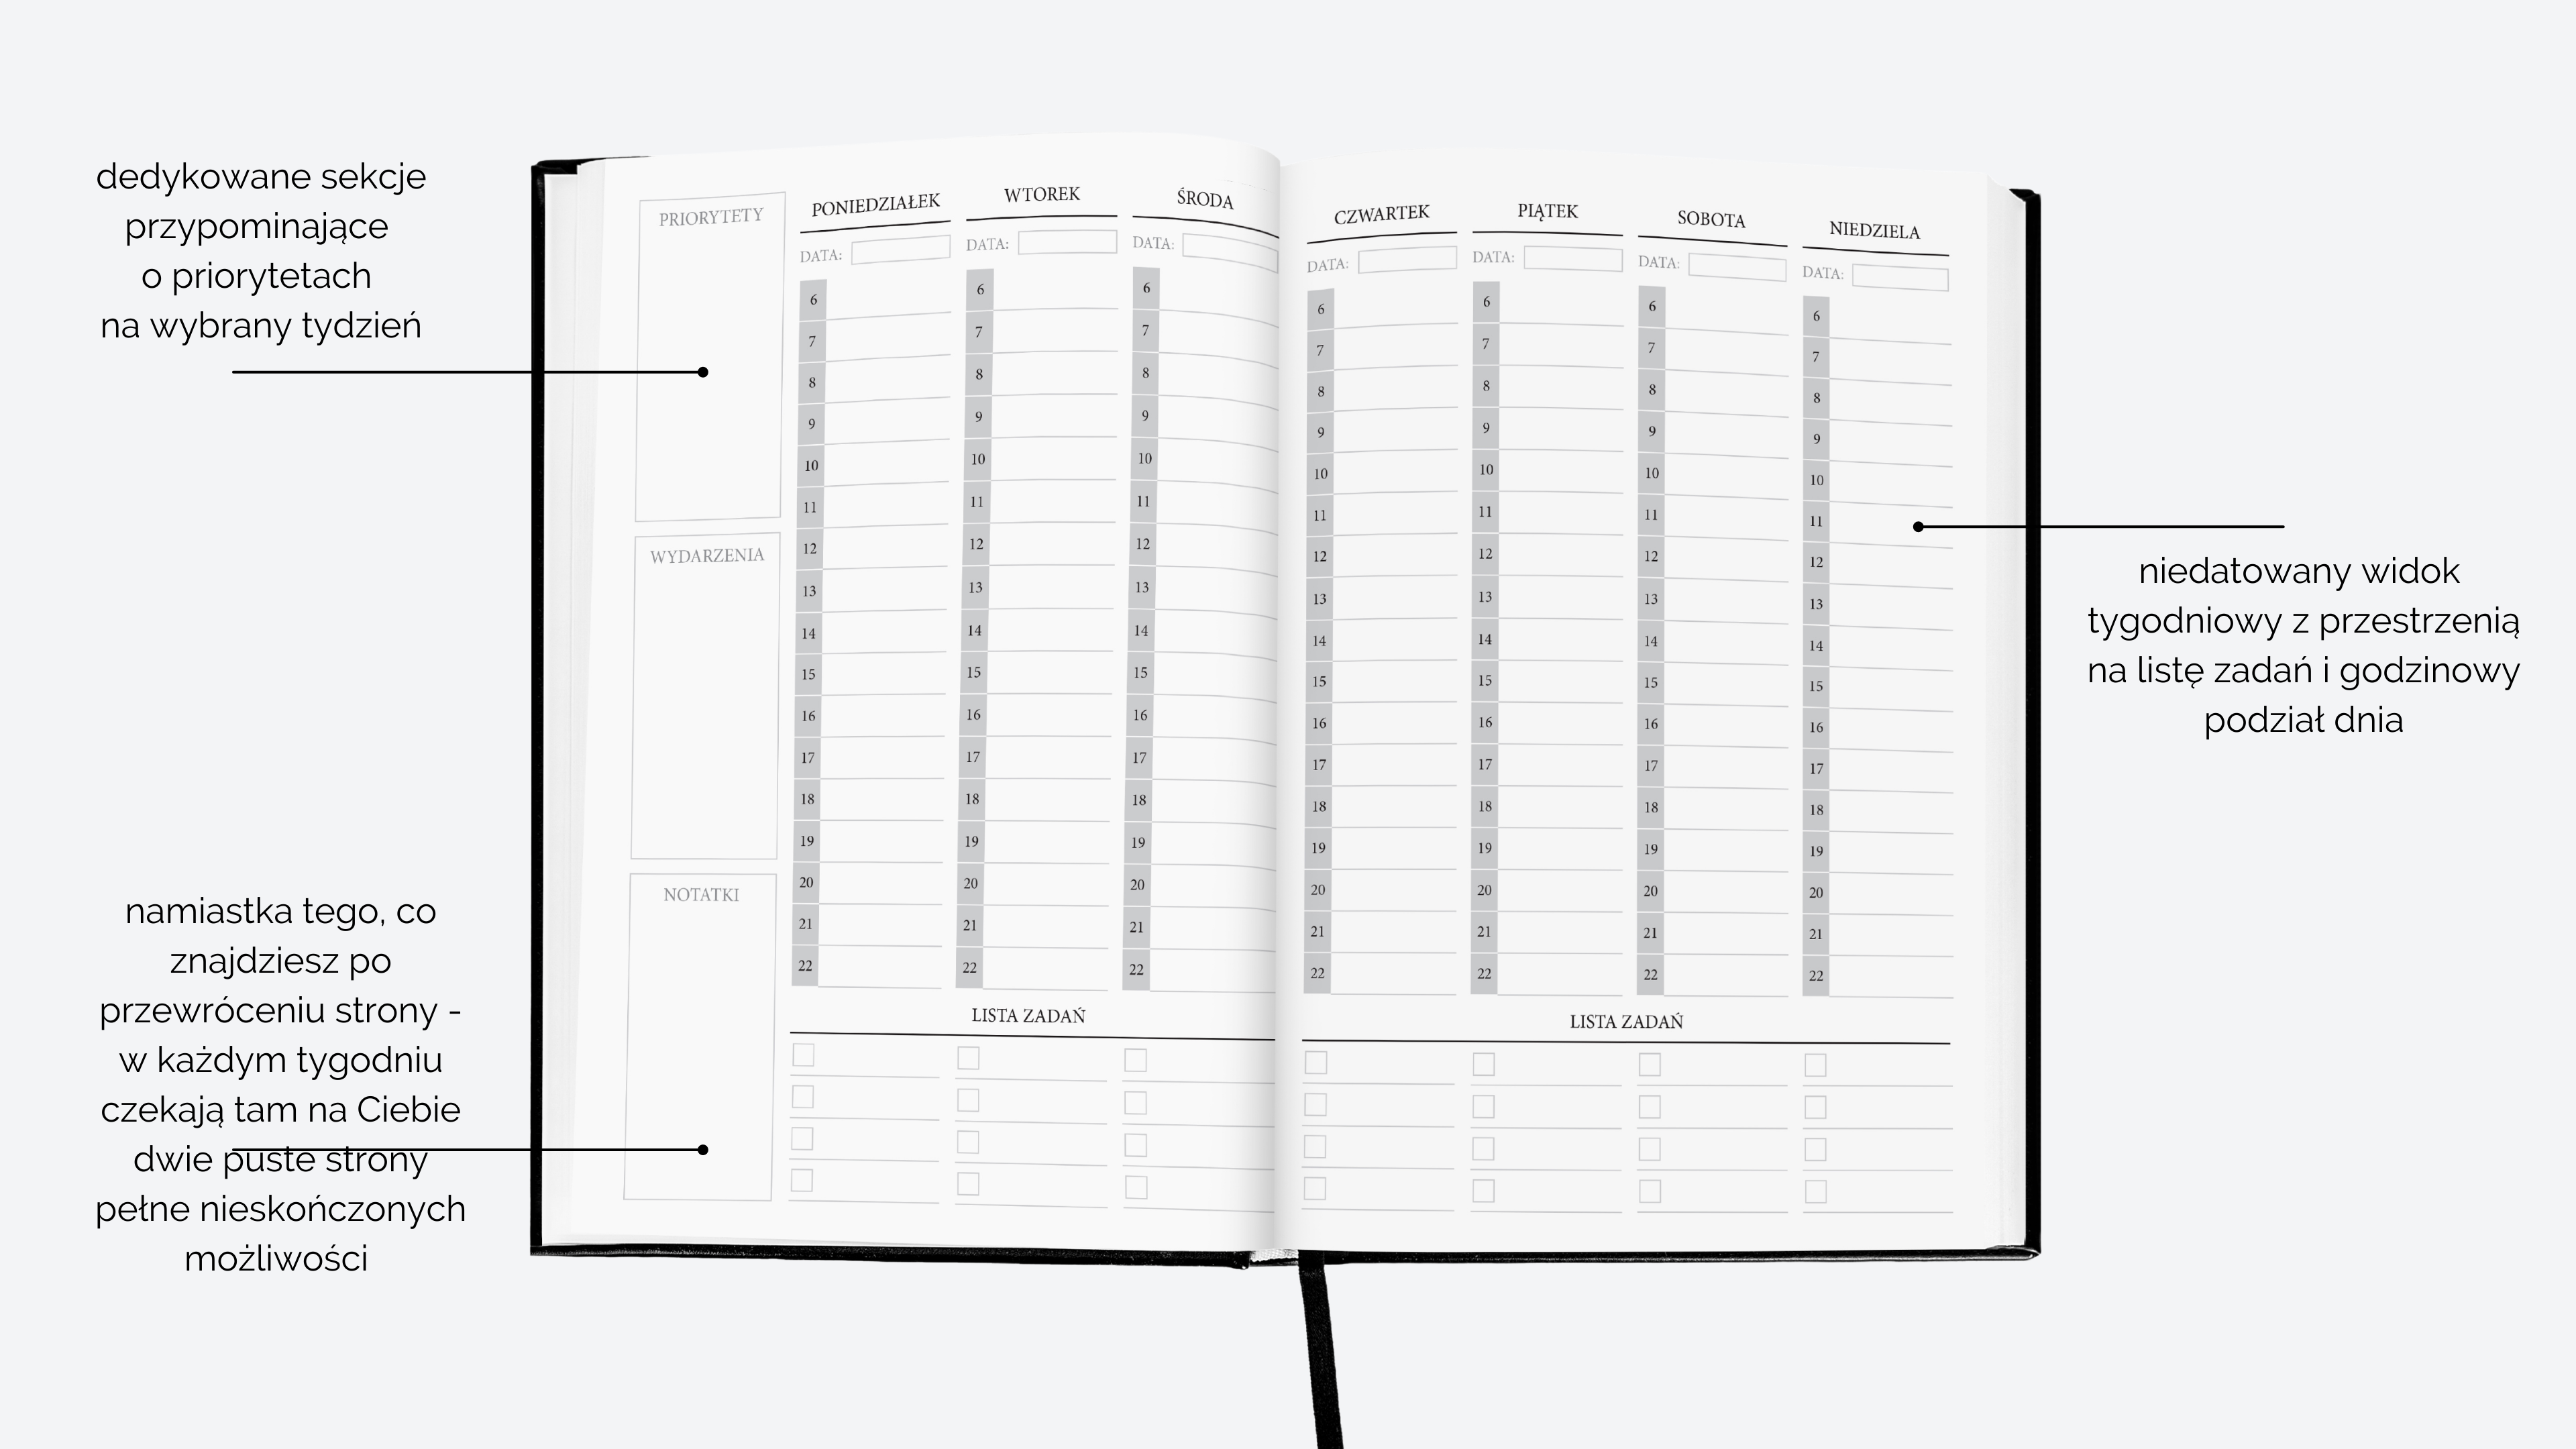 dedykowane sekcje
przypominające
o priorytetach
na wybrany tydzień
namiastka tego, co
znajdziesz po
przewróceniu strony -
w każdym tygodniu
czekają tam na Ciebie
dwie puste strony
pełne nieskończonych
możliwości
PRIORYTETY
WYDARZENIA
NOTATKI
PONIEDZIAŁEK WTOREK ŚRODA
DATA: DATA: DATA:
6 6 6
7 7 7
8 8 8
9 9 9
10 10 10
11 11 11
12 12 12
13 13 13
14 14 14
15 15 15
16 16 16
17 17 17
18 18 18
19 19 19
20 20 20
21 21 21
22 22 22
LISTA ZADAŃ
CZWARTEK PIĄTEK SOBOTA NIEDZIELA
DATA: DATA: DATA: DATA:
6 6 6 6
7 7 7 7
8 8 8 8
9 9 9 9
10 10 10 10
11 11 11 11
12 12 12 12
13 13 13 13
14 14 14 14
15 15 15 15
16 16 16 16
17 17 17 17
18 18 18 18
19 19 19 19
20 20 20 20
21 21 21 21
22 22 22 22
LISTA ZADAŃ
niedatowany widok
tygodniowy z przestrzenią
na listę zadań i godzinowy
podział dnia